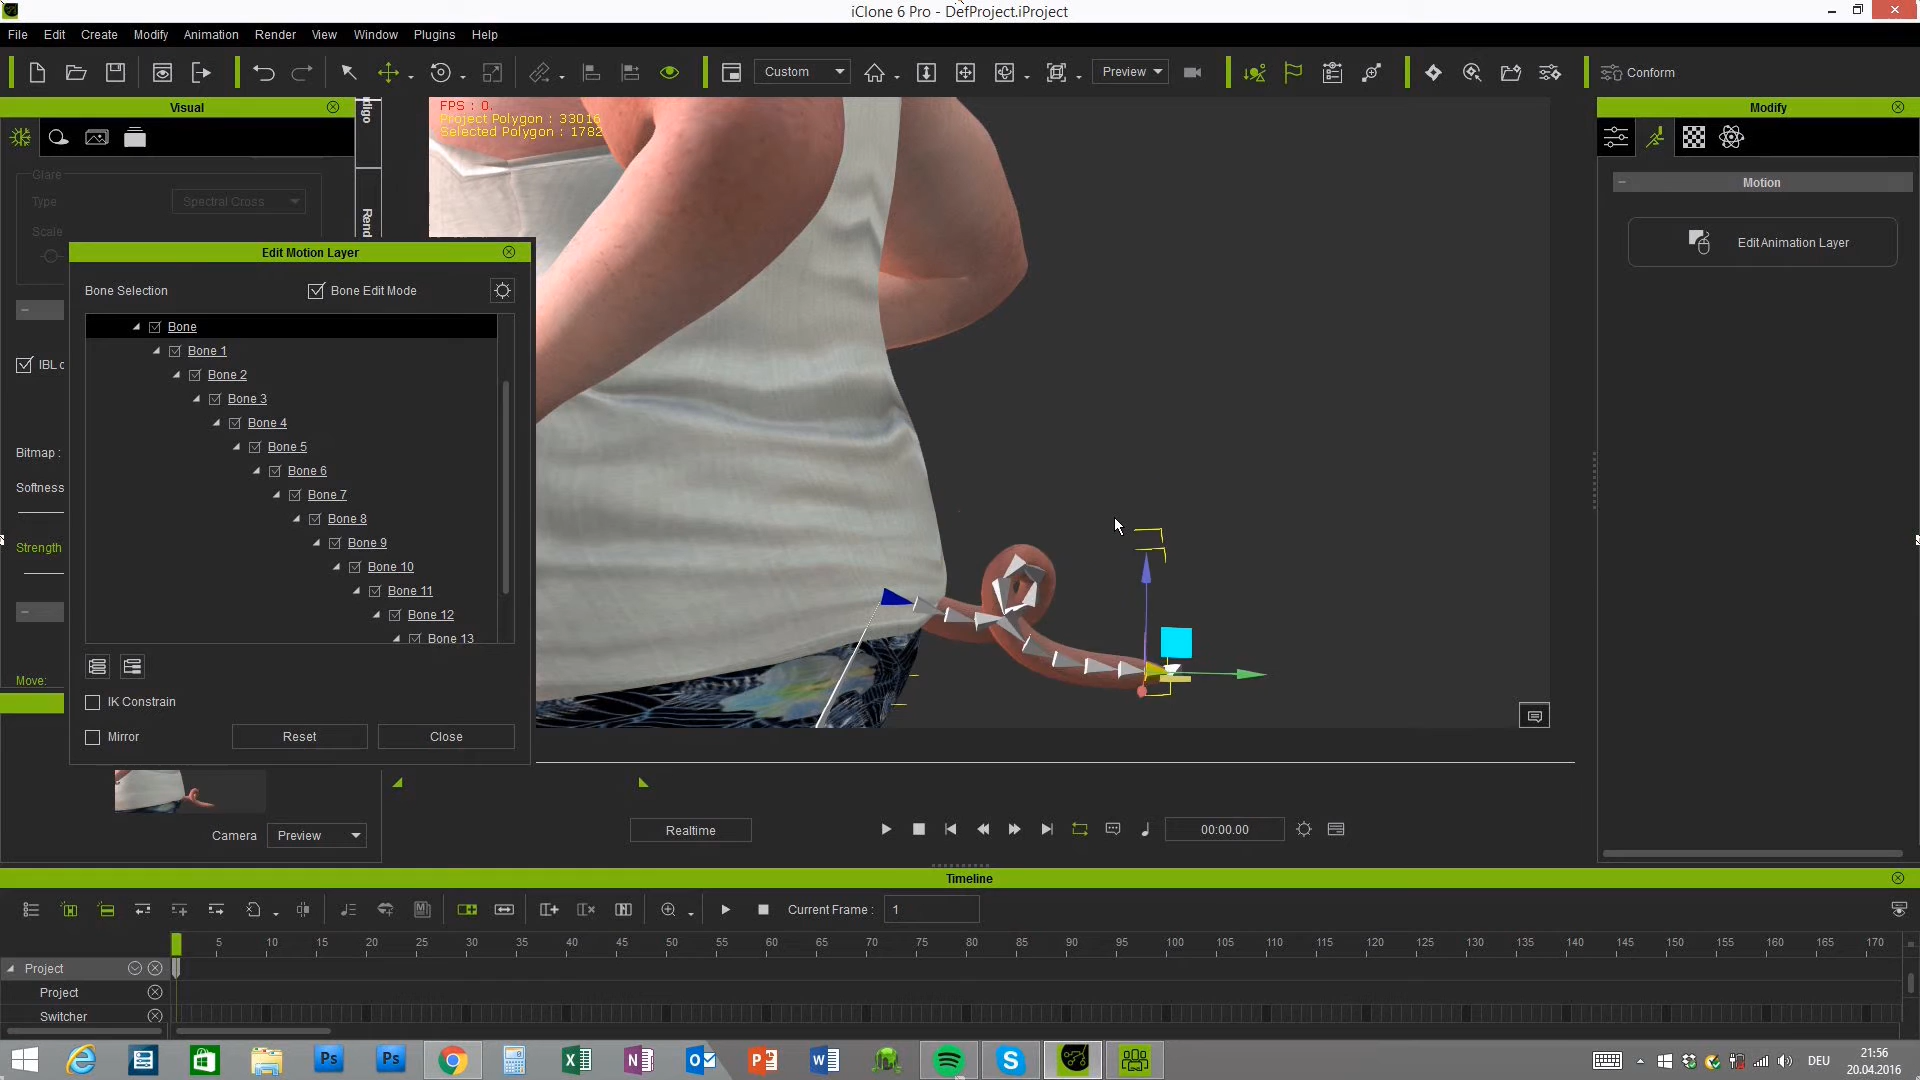 iClone 6 Pro - DefProject.iProject
File Edit Create Modify Animation Render View Window Plugins Help
Custom
Preview
Conform
Visual
Glare
Type
Spectral Cross
Scale
IBL
Bitmap :
Softness
Strength
Move:
Camera
Preview
digo
Rend
FPS : 0.
Project Polygon : 33016
Selected Polygon : 1782
Edit Motion Layer
Bone Selection
Bone Edit Mode
Bone
Bone 1
Bone 2
Bone 3
Bone 4
Bone 5
Bone 6
Bone 7
Bone 8
Bone 9
Bone 10
Bone 11
Bone 12
Bone 13
IK Constrain
Mirror
Reset
Close
Modify
Motion
Edit Animation Layer
Realtime
00:00.00
Timeline
Current Frame :
1
5 10 15 20 25 30 35 40 45 50 55 60 65 70 75 80 85 90 95 100 105 110 115 120 125 130 135 140 145 150 155 160 165 170
Project
Project
Switcher
Ps
Ps
DEU
21:56
20.04.2016